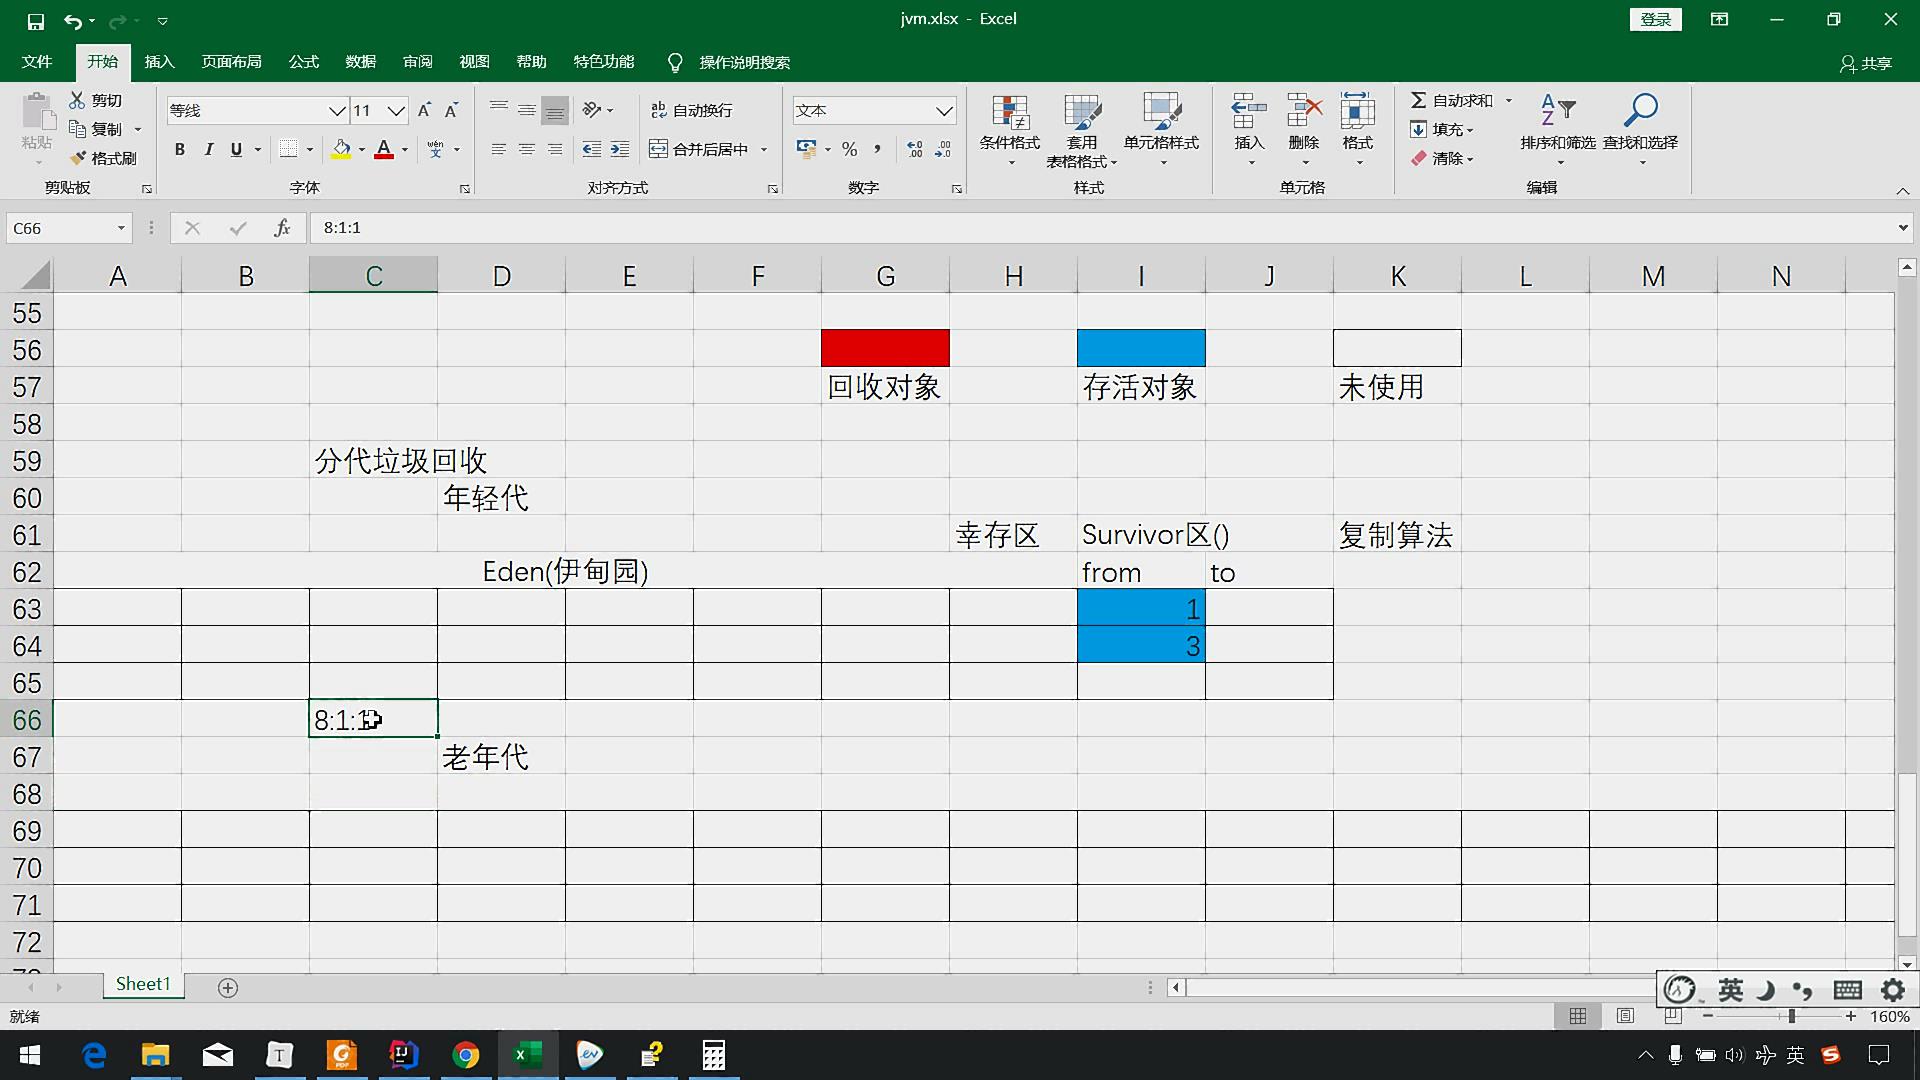 jvm.xlsx - Excel
登录
文件 开始 插入 页面布局 公式 数据 审阅 视图 帮助 特色功能 操作说明搜索 共享
粘贴 剪切 复制 格式刷 剪贴板
等线 11 B I U A wén 文 字体
ab 自动换行 合并后居中 对齐方式
文本 % 数字
条件格式 套用 表格格式 单元格样式 样式
插入 删除 格式 单元格
自动求和 填充 清除 排序和筛选 查找和选择 编辑
C66 fx 8:1:1
A B C D E F G H I J K L M N
55
56
57 回收对象 存活对象 未使用
58
59 分代垃圾回收
60 年轻代
61 幸存区 Survivor区() 复制算法
62 Eden(伊甸园) from to
63 1
64 3
65
66 8:1:1
67 老年代
68
69
70
71
72
Sheet1
英
就绪 160%
英